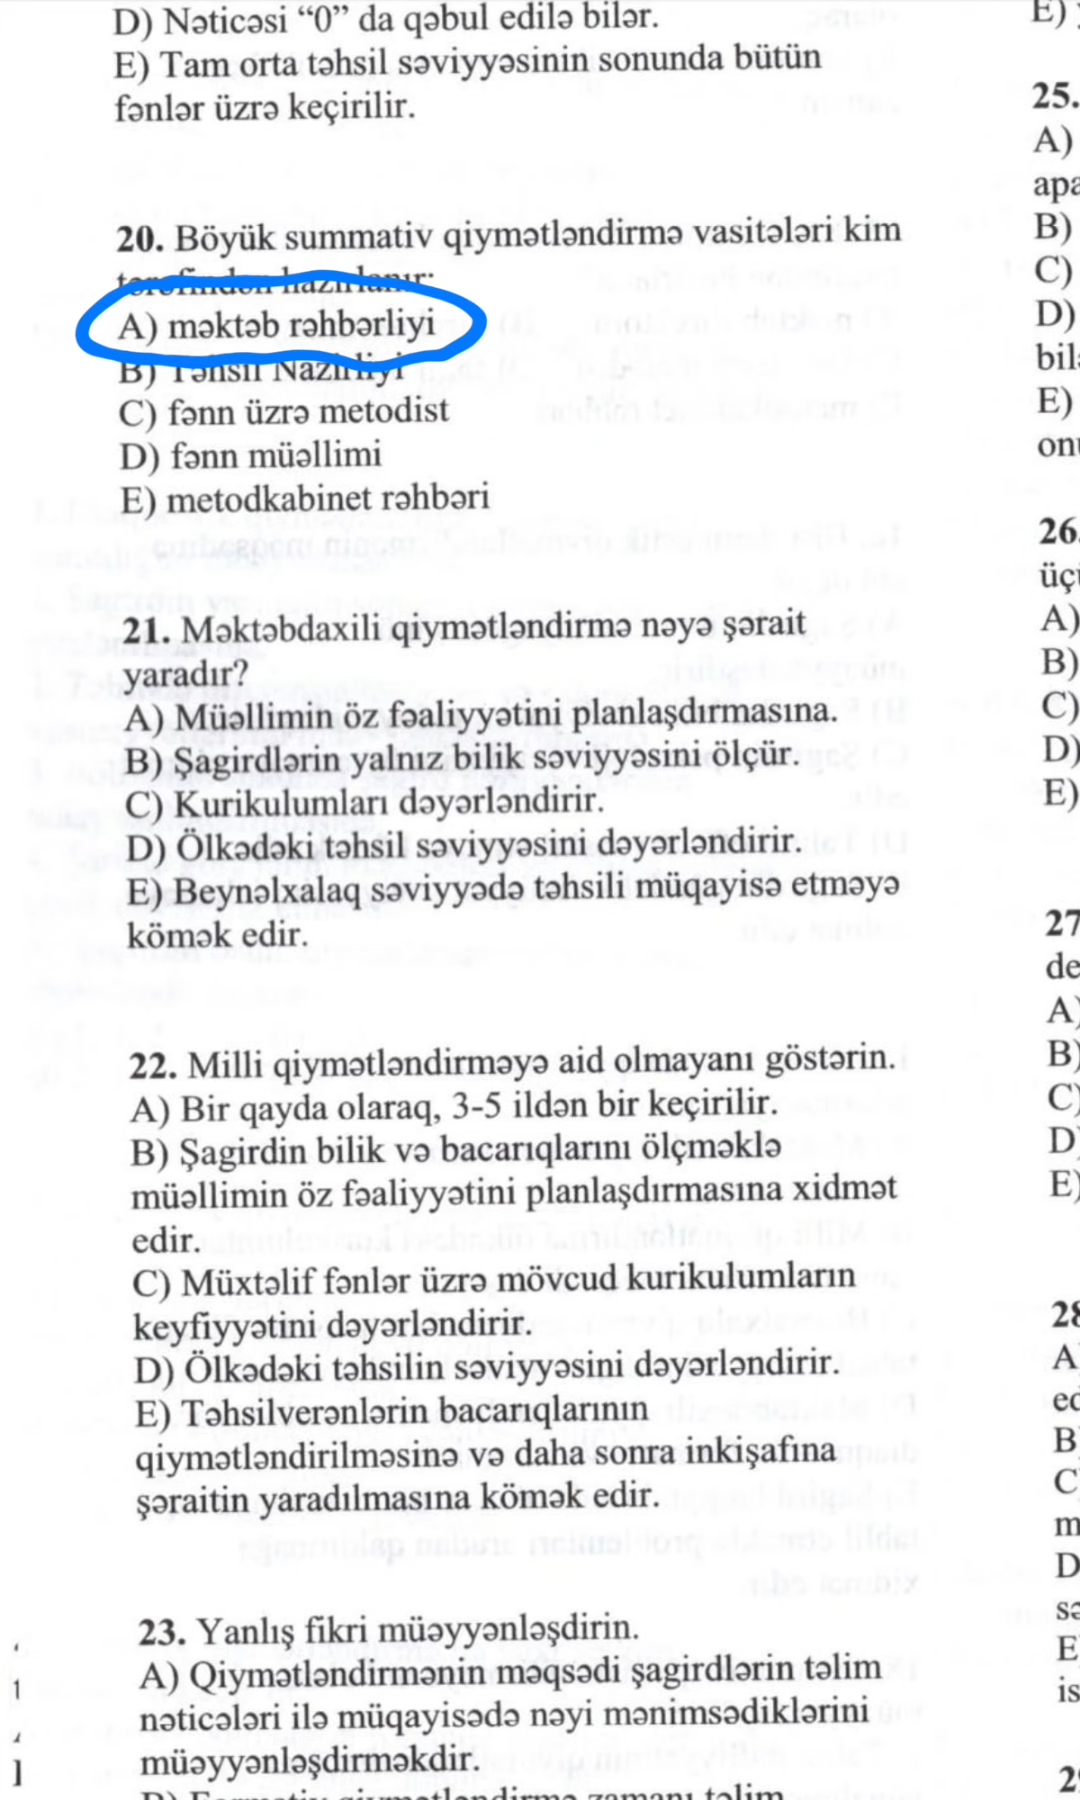 D) Nəticəsi “0” da qəbul edilə bilər.
E) Tam orta təhsil səviyyəsinin sonunda bütün
fənlər üzrə keçirilir.
20. Böyük summativ qiymətləndirmə vasitələri kim
tərəfindən hazırlanır:
A) məktəb rəhbərliyi
B) Təhsil Nazirliyi
C) fənn üzrə metodist
D) fənn müəllimi
E) metodkabinet rəhbəri
21. Məktəbdaxili qiymətləndirmə nəyə şərait
yaradır?
A) Müəllimin öz fəaliyyətini planlaşdırmasına.
B) Şagirdlərin yalnız bilik səviyyəsini ölçür.
C) Kurikulumları dəyərləndirir.
D) Ölkədəki təhsil səviyyəsini dəyərləndirir.
E) Beynəlxalaq səviyyədə təhsili müqayisə etməyə
kömək edir.
22. Milli qiymətləndirməyə aid olmayanı göstərin.
A) Bir qayda olaraq, 3-5 ildən bir keçirilir.
B) Şagirdin bilik və bacarıqlarını ölçməklə
müəllimin öz fəaliyyətini planlaşdırmasına xidmət
edir.
C) Müxtəlif fənlər üzrə mövcud kurikulumların
keyfiyyətini dəyərləndirir.
D) Ölkədəki təhsilin səviyyəsini dəyərləndirir.
E) Təhsilverənlərin bacarıqlarının
qiymətləndirilməsinə və daha sonra inkişafına
şəraitin yaradılmasına kömək edir.
23. Yanlış fikri müəyyənləşdirin.
A) Qiymətləndirmənin məqsədi şagirdlərin təlim
nəticələri ilə müqayisədə nəyi mənimsədiklərini
müəyyənləşdirməkdir.
B) Formativ qiymətləndirmə zamanı təlim
E)
25.
A)
B)
C)
D)
E)
26.
A)
B)
C)
D)
E)
27
A)
B)
C)
D)
E)
28
A
B
C
D
E